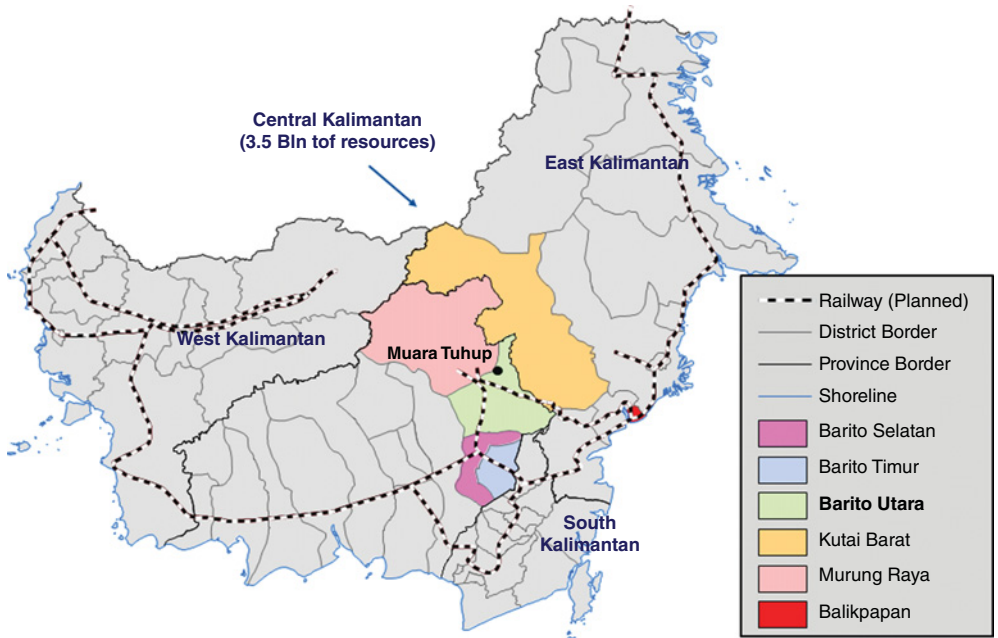 Central Kalimantan
(3.5 Bln tof resources)
East Kalimantan
West Kalimantan
Muara Tuhup
South
Kalimantan
Railway (Planned)
District Border
Province Border
Shoreline
Barito Selatan
Barito Timur
Barito Utara
Kutai Barat
Murung Raya
Balikpapan